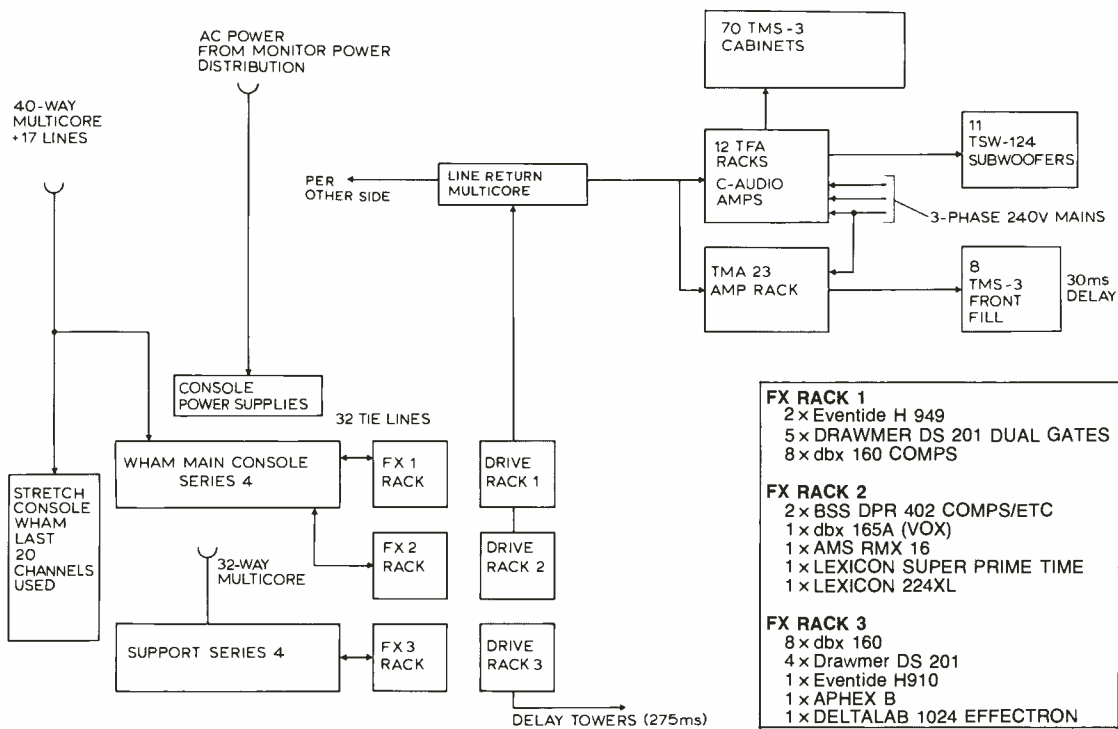 AC POWER
FROM MONITOR POWER
DISTRIBUTION
40-WAY
MULTICORE
+17 LINES
70 TMS-3
CABINETS
12 TFA
RACKS
C-AUDIO
AMPS
11
TSW-124
SUBWOOFERS
PER
OTHER SIDE
LINE RETURN
MULTICORE
3-PHASE 240V MAINS
TMA 23
AMP RACK
8
TMS-3
FRONT
FILL
30ms
DELAY
CONSOLE
POWER SUPPLIES
32 TIE LINES
WHAM MAIN CONSOLE
SERIES 4
FX 1
RACK
DRIVE
RACK 1
STRETCH
CONSOLE
WHAM
LAST
20
CHANNELS
USED
32-WAY
MULTICORE
FX2
RACK
DRIVE
RACK 2
SUPPORT SERIES 4
FX3
RACK
DRIVE
RACK 3
DELAY TOWERS (275ms)
FX RACK 1
2 x Eventide H 949
5 x DRAWMER DS 201 DUAL GATES
8 x dbx 160 COMPS
FX RACK 2
2 x BSS DPR 402 COMPS/ETC
1 x dbx 165A (VOX)
1 x AMS RMX 16
1 x LEXICON SUPER PRIME TIME
1 x LEXICON 224XL
FX RACK 3
8 x dbx 160
4 x Drawmer DS 201
1 x Eventide H910
1 x APHEX B
1 x DELTALAB 1024 EFFECTRON